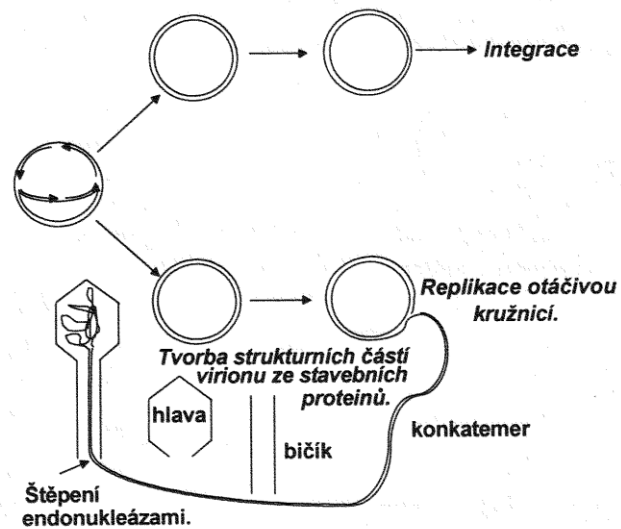 Integrace
Replikace otáčivou
kružnicí.
Tvorba strukturních částí
virionu ze stavebních
proteinů.
hlava
bičík
konkatemer
Štěpení
endonukleázami.